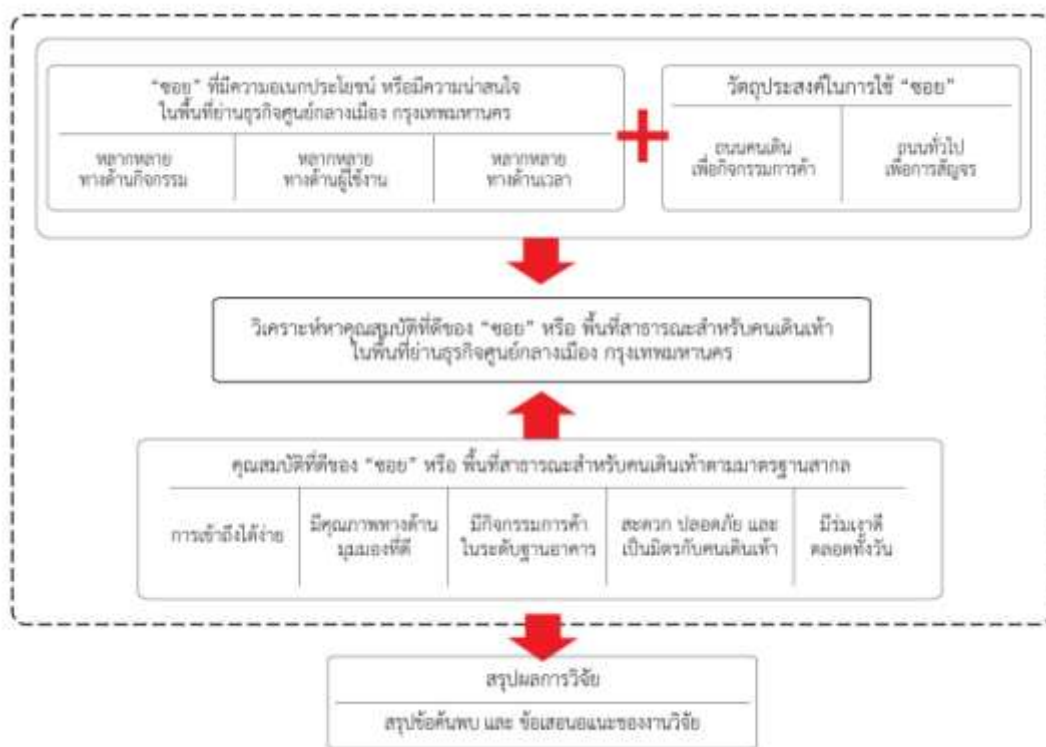 “ซอย” ที่มีความอเนกประโยชน์ หรือมีความน่าสนใจ
ในพื้นที่ย่านธุรกิจศูนย์กลางเมือง กรุงเทพมหานคร
หลากหลาย
ทางด้านกิจกรรม
หลากหลาย
ทางด้านผู้ใช้งาน
หลากหลาย
ทางด้านเวลา
วัตถุประสงค์ในการใช้ “ซอย”
ถนนคนเดิน
เพื่อกิจกรรมการค้า
ถนนทั่วไป
เพื่อการสัญจร
วิเคราะห์หาคุณสมบัติที่ดีของ “ซอย” หรือ พื้นที่สาธารณะสำหรับคนเดินเท้า
ในพื้นที่ย่านธุรกิจศูนย์กลางเมือง กรุงเทพมหานคร
คุณสมบัติที่ดีของ “ซอย” หรือ พื้นที่สาธารณะสำหรับคนเดินเท้าตามมาตรฐานสากล
การเข้าถึงได้ง่าย
มีคุณภาพทางด้าน
มุมมองที่ดี
มีกิจกรรมการค้า
ในระดับฐานอาคาร
สะดวก ปลอดภัย และ
เป็นมิตรกับคนเดินเท้า
มีร่มเงาดี
ตลอดทั้งวัน
สรุปผลการวิจัย
สรุปข้อค้นพบ และ ข้อเสนอแนะของงานวิจัย